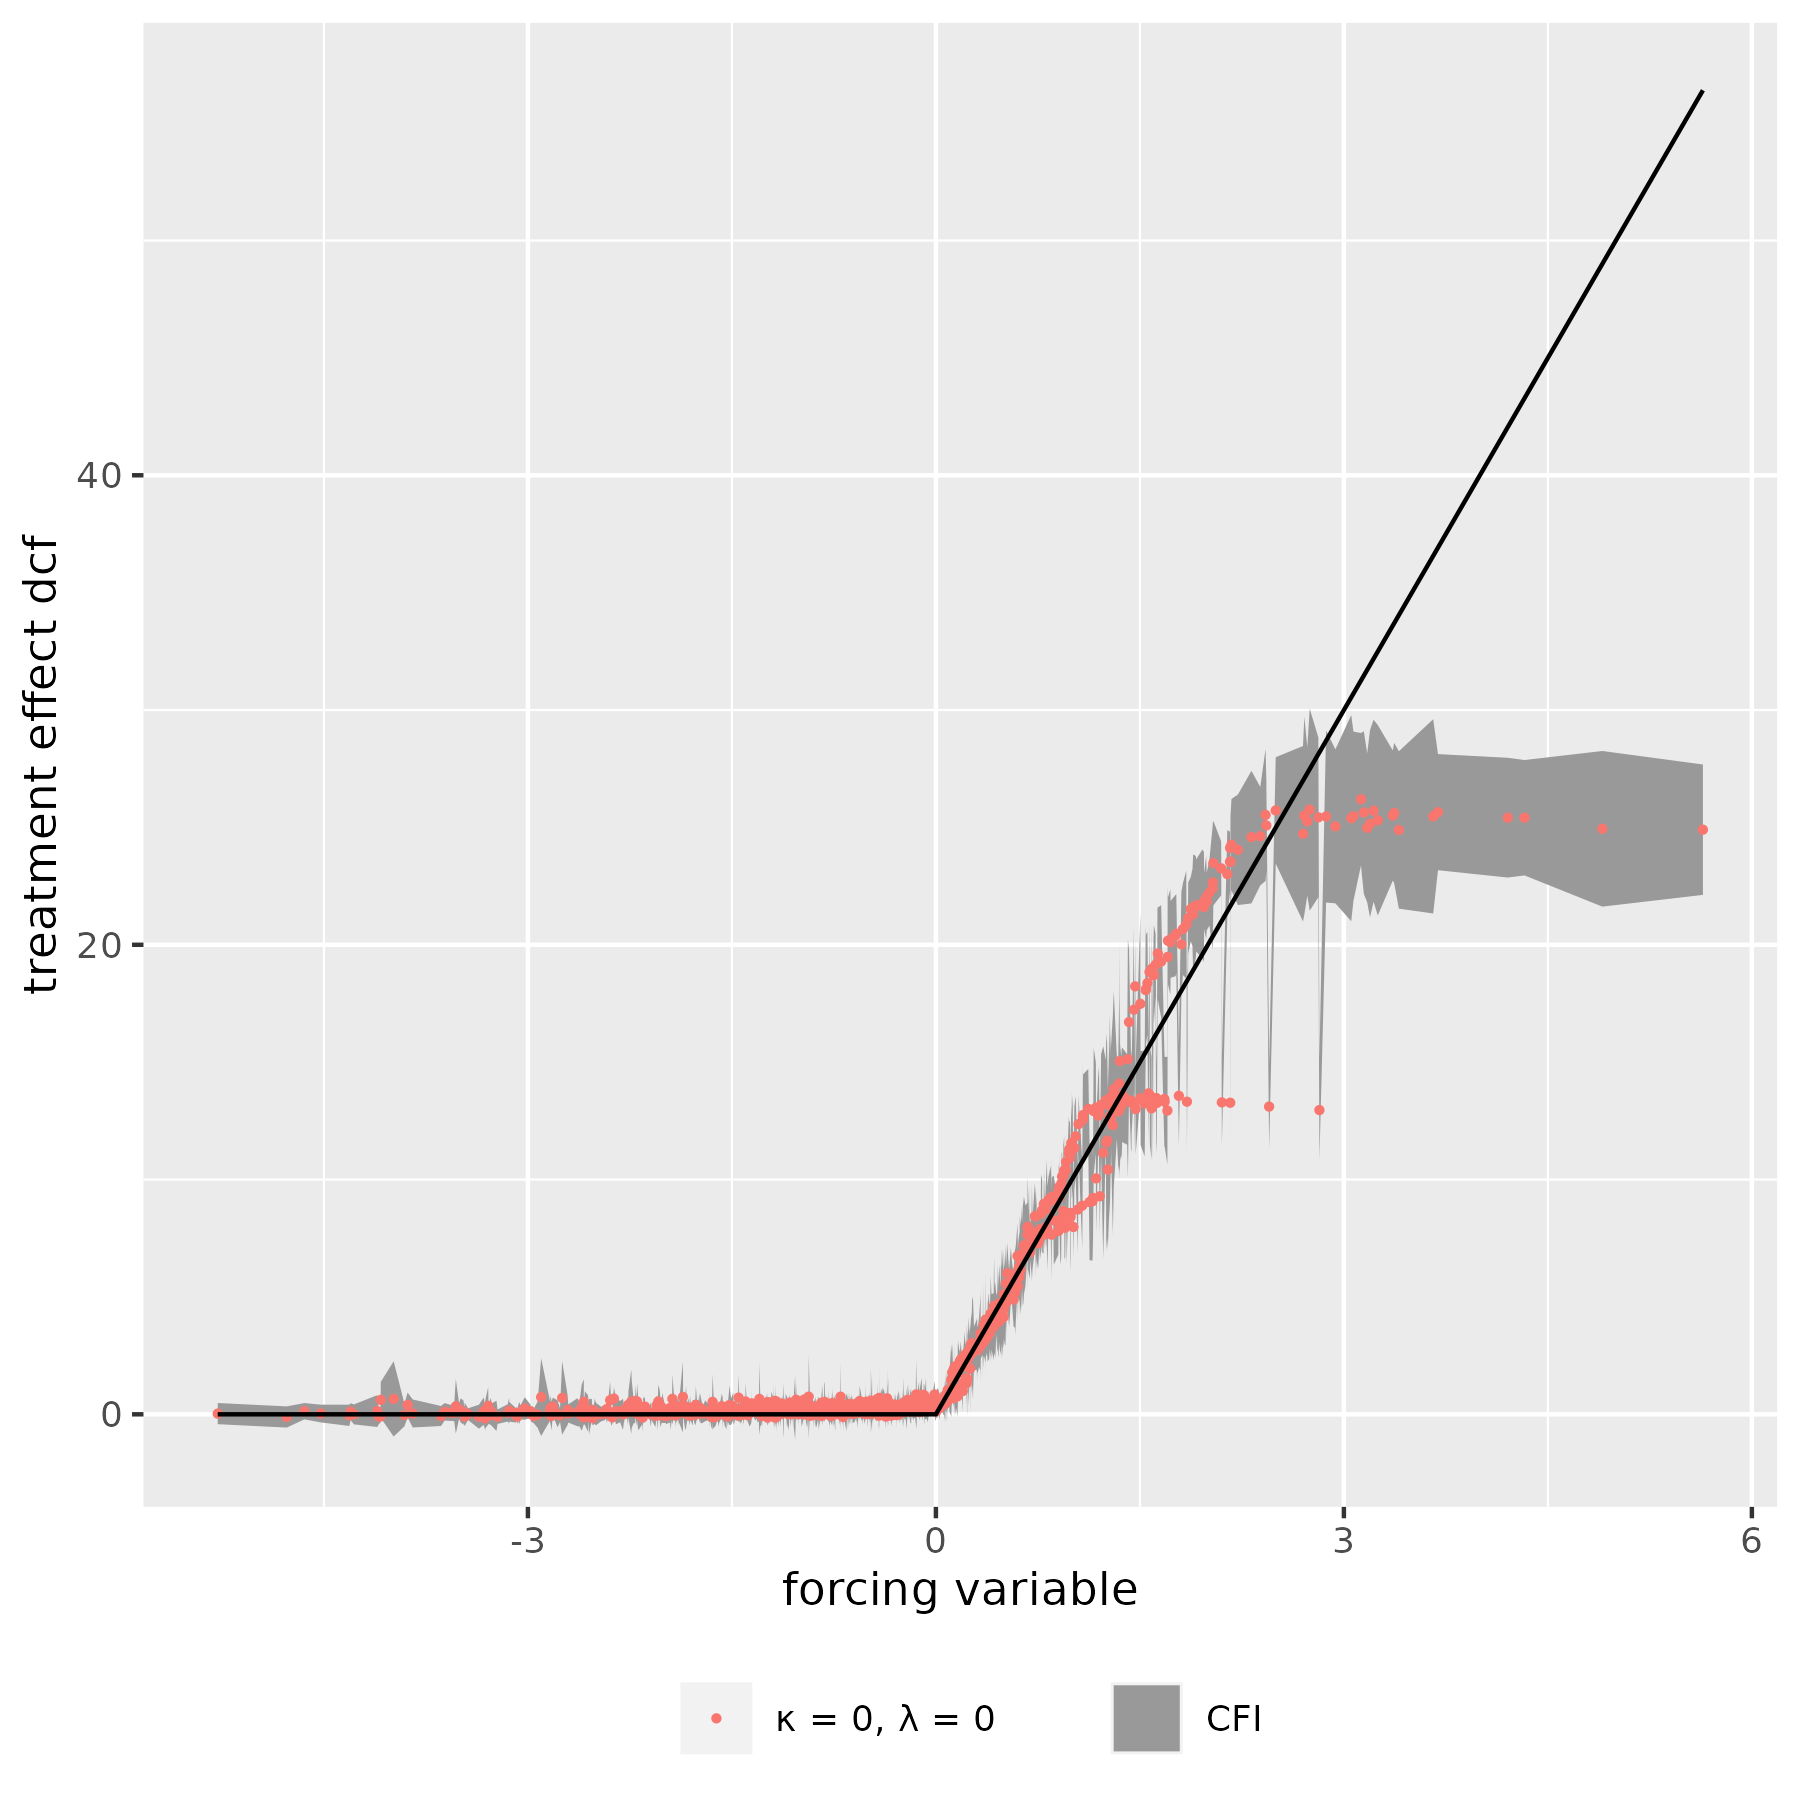 treatment effect dcf
40
20
0
-3
0
3
6
forcing variable
κ = 0, λ = 0
CFI